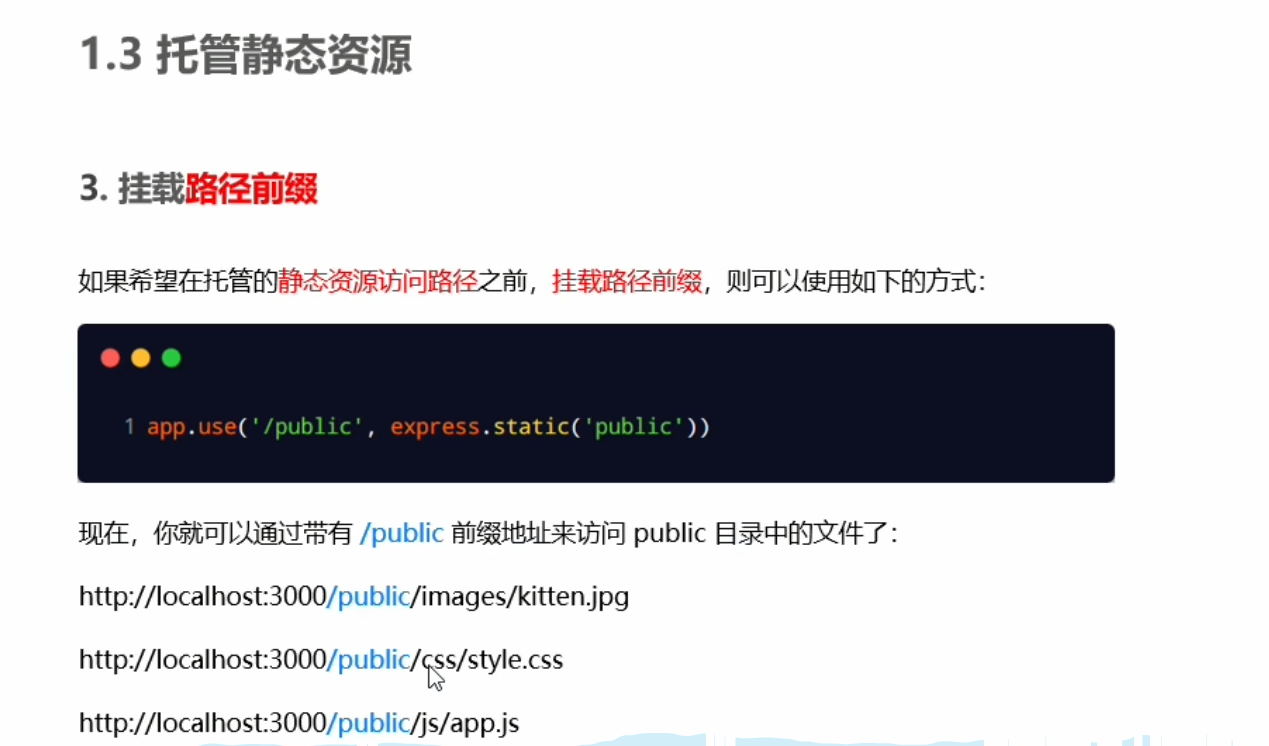 1.3 托管静态资源
3. 挂载路径前缀
如果希望在托管的静态资源访问路径之前，挂载路径前缀，则可以使用如下的方式：
1 app.use('/public', express.static('public'))
现在，你就可以通过带有 /public 前缀地址来访问 public 目录中的文件了：
http://localhost:3000/public/images/kitten.jpg
http://localhost:3000/public/css/style.css
http://localhost:3000/public/js/app.js